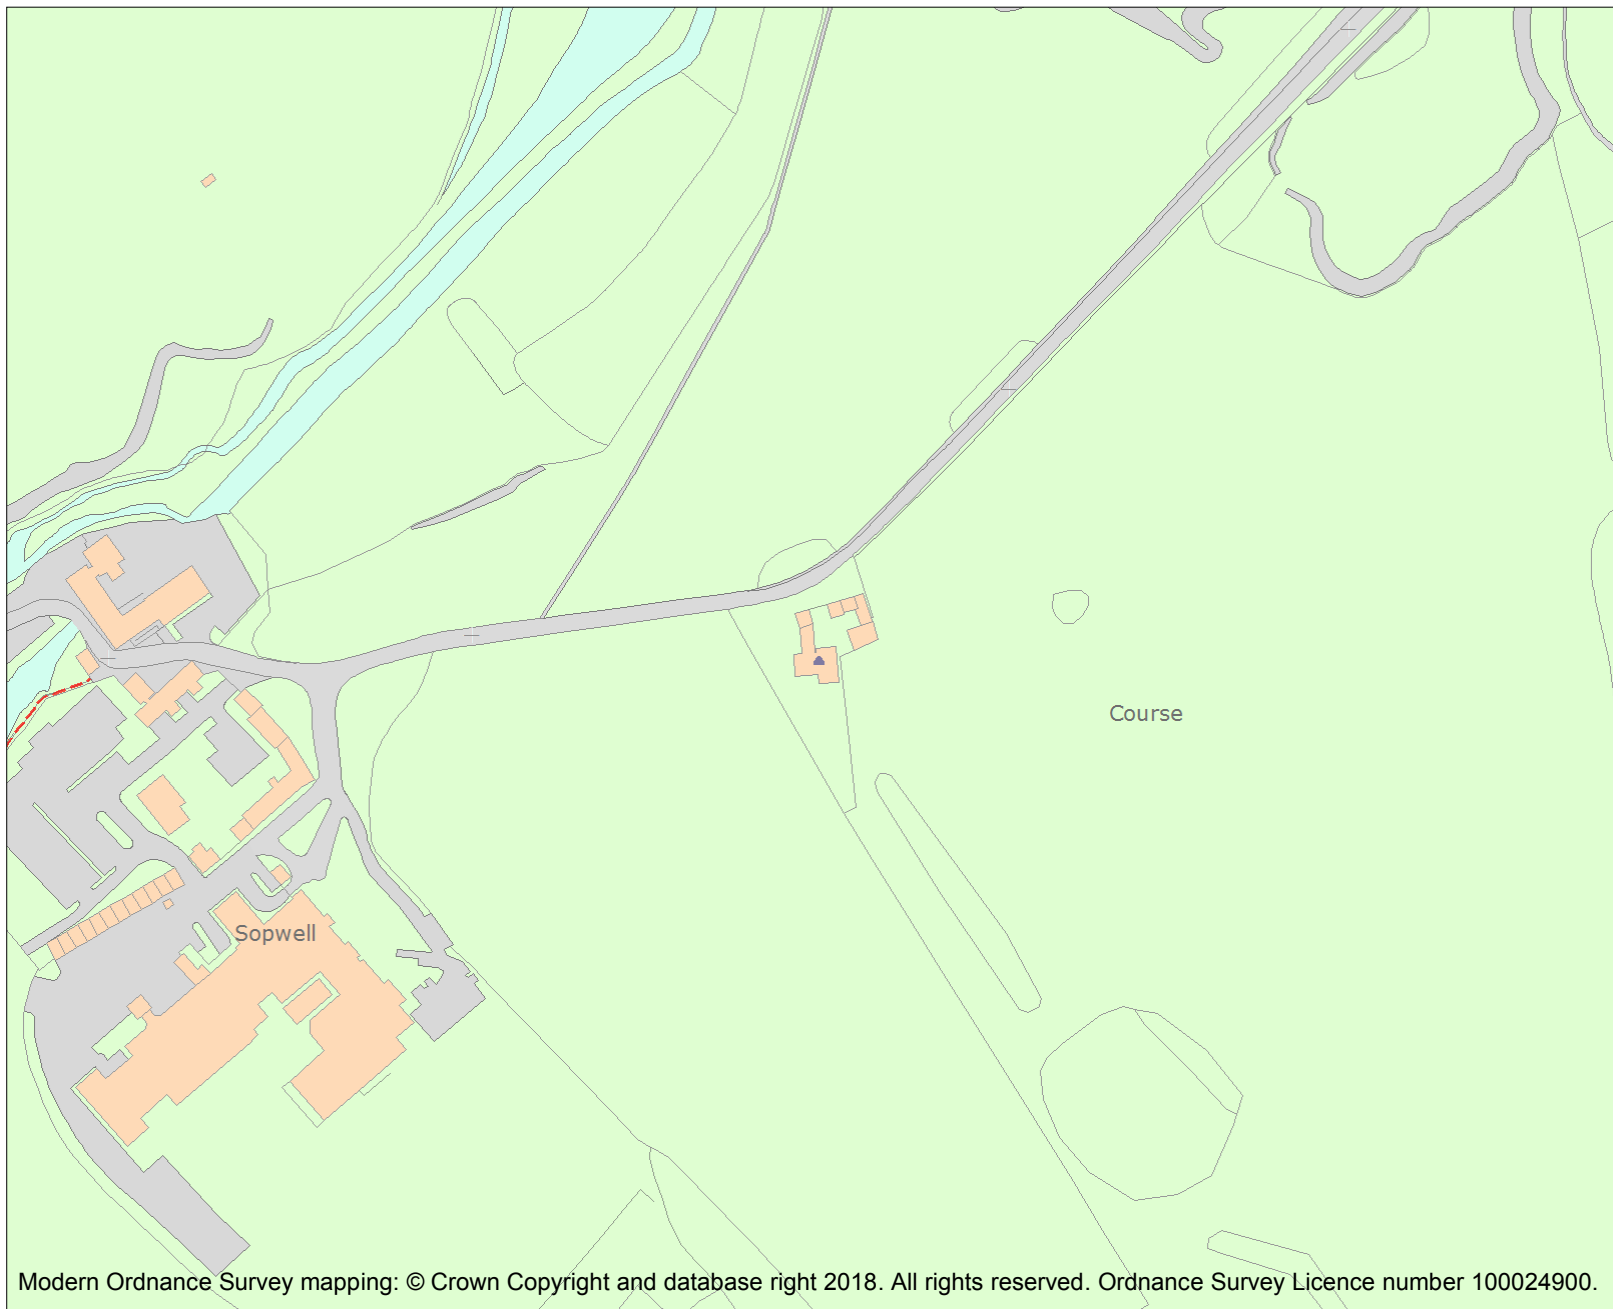 Course
Sopwell
Modern Ordnance Survey mapping: © Crown Copyright and database right 2018. All rights reserved. Ordnance Survey Licence number 100024900.